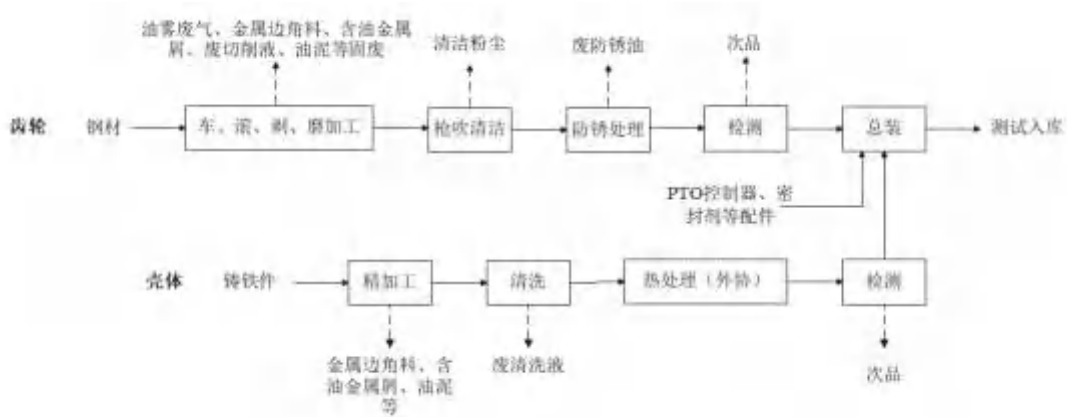 油雾废气、金属边角料、含油金属
屑、废切削液、油泥等固废
清洁粉尘
废防锈油
次品
齿轮
钢材
车、滚、剃、磨加工
枪吹清洁
防锈处理
检测
总装
测试入库
PTO控制器、密
封剂等配件
壳体
铸铁件
精加工
清洗
热处理（外协）
检测
金属边角料、含
油金属屑、油泥
等
废清洗液
次品